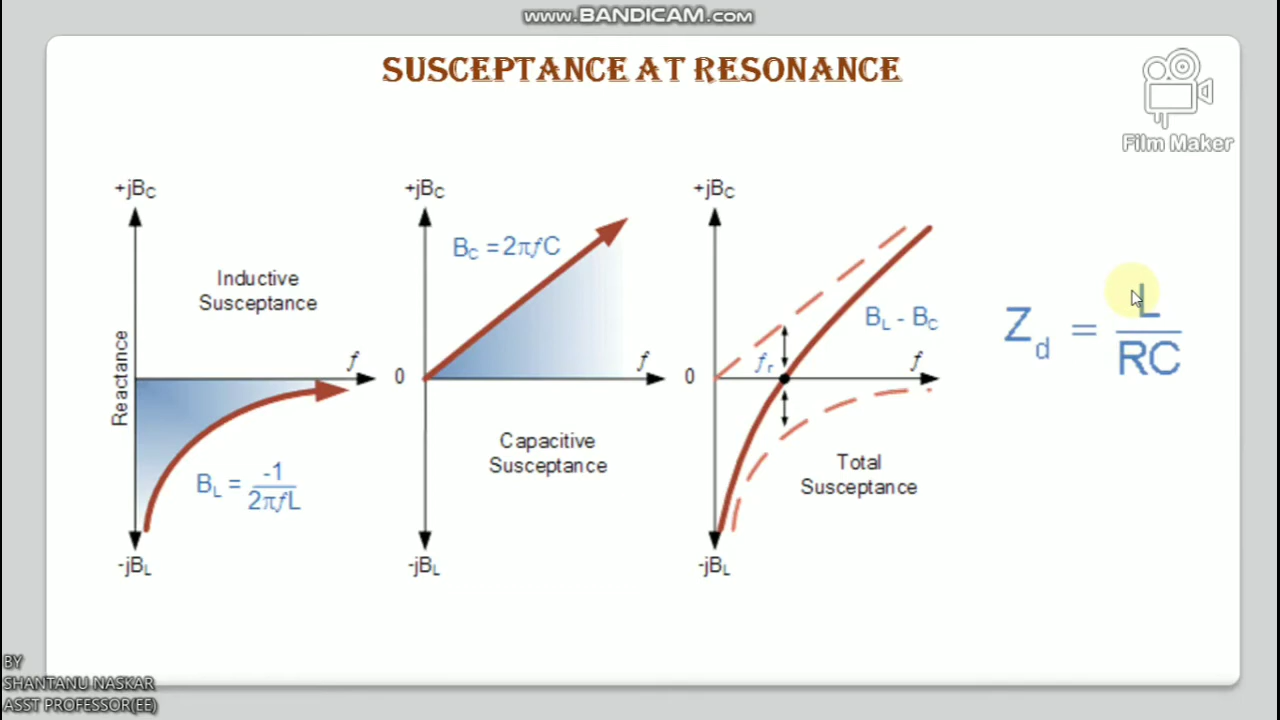 www.BANDICAM.com
SUSCEPTANCE AT RESONANCE
Film Maker
+jBC
Inductive
Susceptance
Reactance
f
BL = -1
2πfL
-jBL
+jBC
BC = 2πfC
0
f
Capacitive
Susceptance
-jBL
+jBC
BL - BC
0
fr
f
Total
Susceptance
-jBL
Zd = L
RC
BY
SHANTANU NASKAR
ASST PROFESSOR(EE)